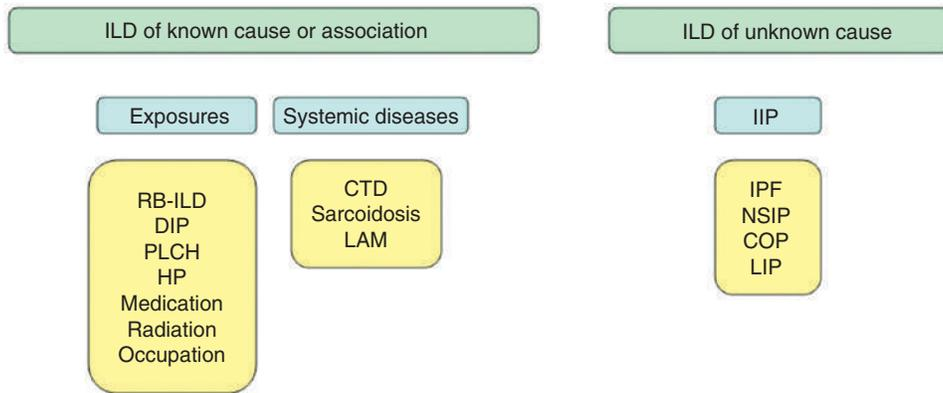 ILD of known cause or association
ILD of unknown cause
Exposures
Systemic diseases
IIP
RB-ILD
DIP
PLCH
HP
Medication
Radiation
Occupation
CTD
Sarcoidosis
LAM
IPF
NSIP
COP
LIP